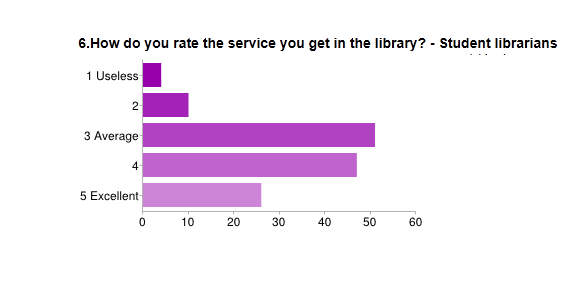 6.How do you rate the service you get in the library? - Student librarians
1 Useless
2
3 Average
4
5 Excellent
0 10 20 30 40 50 60